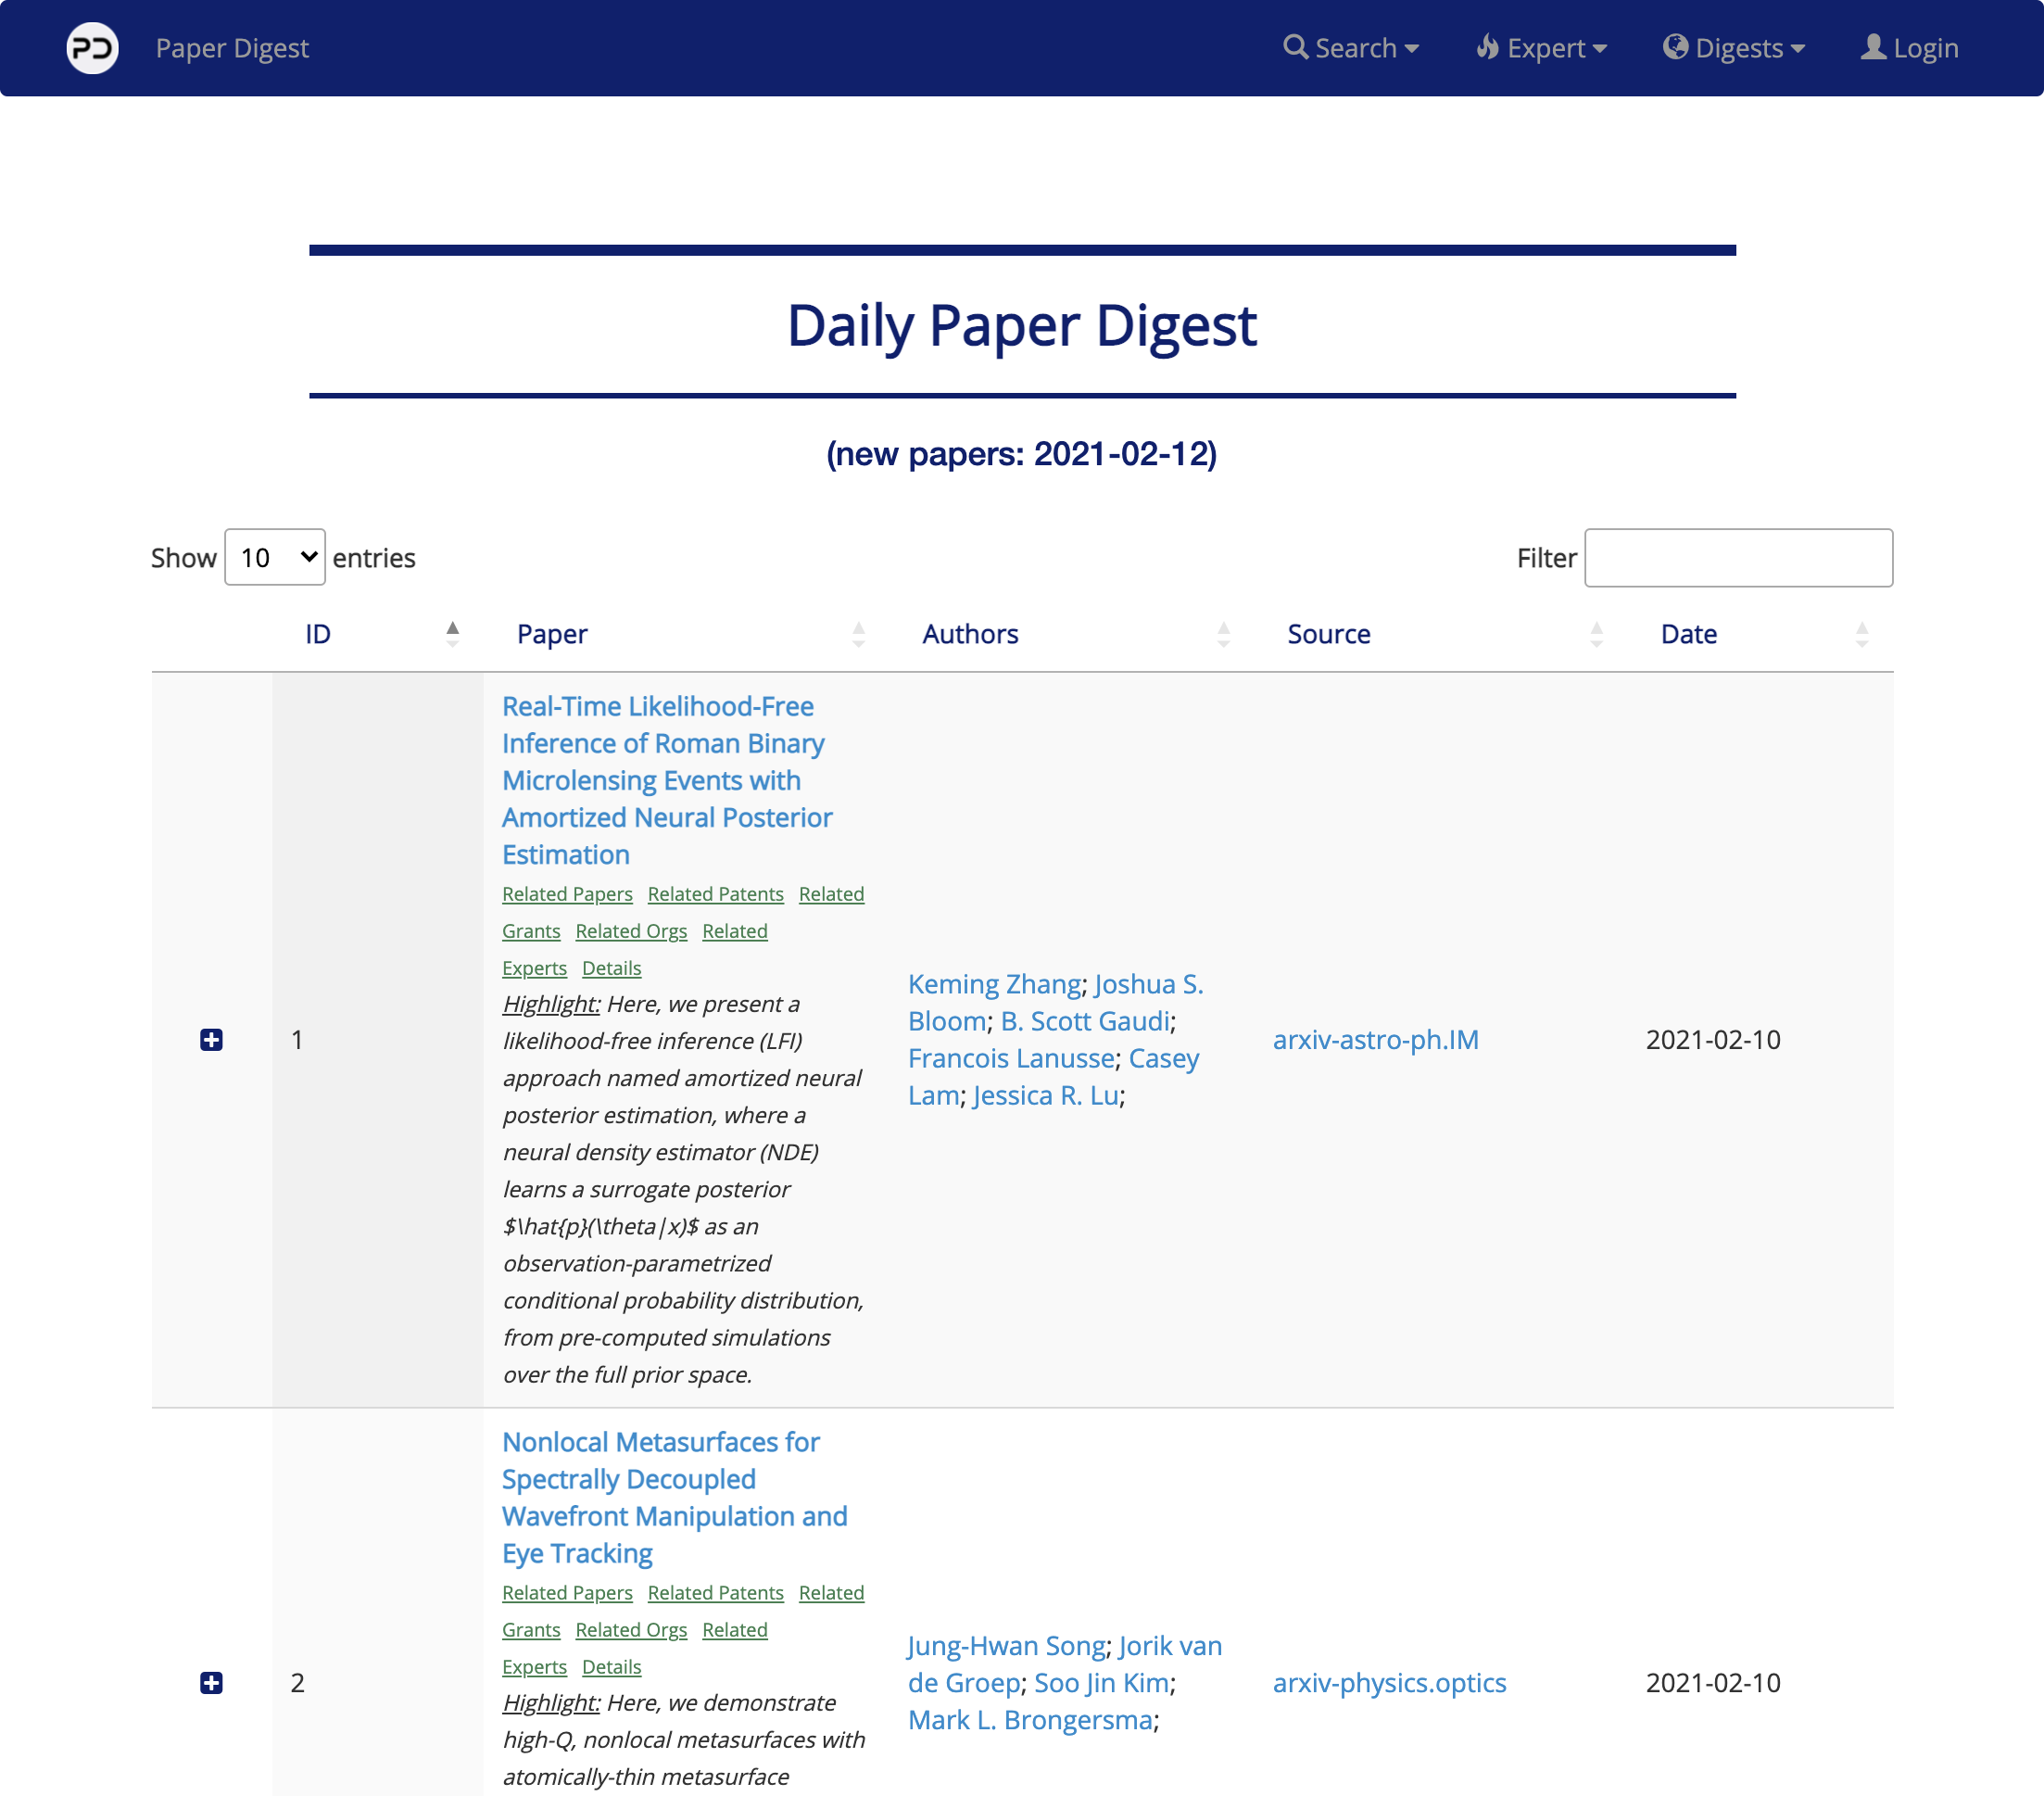 PD Paper Digest Search Expert Digests Login
Daily Paper Digest
(new papers: 2021-02-12)
Show 10 entries
Filter
ID Paper Authors Source Date
1
Real-Time Likelihood-Free
Inference of Roman Binary
Microlensing Events with
Amortized Neural Posterior
Estimation
Related Papers Related Patents Related
Grants Related Orgs Related
Experts Details
Highlight: Here, we present a
likelihood-free inference (LFI)
approach named amortized neural
posterior estimation, where a
neural density estimator (NDE)
learns a surrogate posterior
$\hat{p}(\theta|x)$ as an
observation-parametrized
conditional probability distribution,
from pre-computed simulations
over the full prior space.
Keming Zhang; Joshua S.
Bloom; B. Scott Gaudi;
Francois Lanusse; Casey
Lam; Jessica R. Lu;
arxiv-astro-ph.IM
2021-02-10
2
Nonlocal Metasurfaces for
Spectrally Decoupled
Wavefront Manipulation and
Eye Tracking
Related Papers Related Patents Related
Grants Related Orgs Related
Experts Details
Highlight: Here, we demonstrate
high-Q, nonlocal metasurfaces with
atomically-thin metasurface
Jung-Hwan Song; Jorik van
de Groep; Soo Jin Kim;
Mark L. Brongersma;
arxiv-physics.optics
2021-02-10